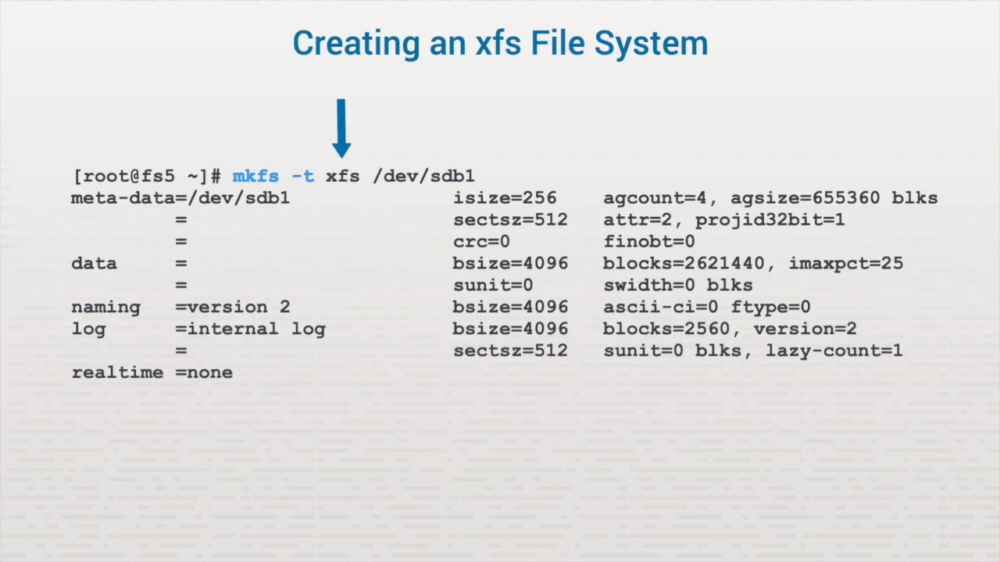 Creating an xfs File System
[root@fs5 ~]# mkfs -t xfs /dev/sdb1
meta-data=/dev/sdb1 isize=256 agcount=4, agsize=655360 blks
= sectsz=512 attr=2, projid32bit=1
= crc=0 finobt=0
data = bsize=4096 blocks=2621440, imaxpct=25
= sunit=0 swidth=0 blks
naming =version 2 bsize=4096 ascii-ci=0 ftype=0
log =internal log bsize=4096 blocks=2560, version=2
= sectsz=512 sunit=0 blks, lazy-count=1
realtime =none